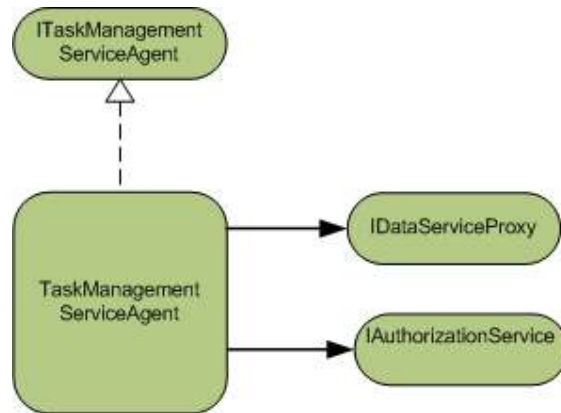 ITaskManagement
ServiceAgent
IDataServiceProxy
TaskManagement
ServiceAgent
IAuthorizationService